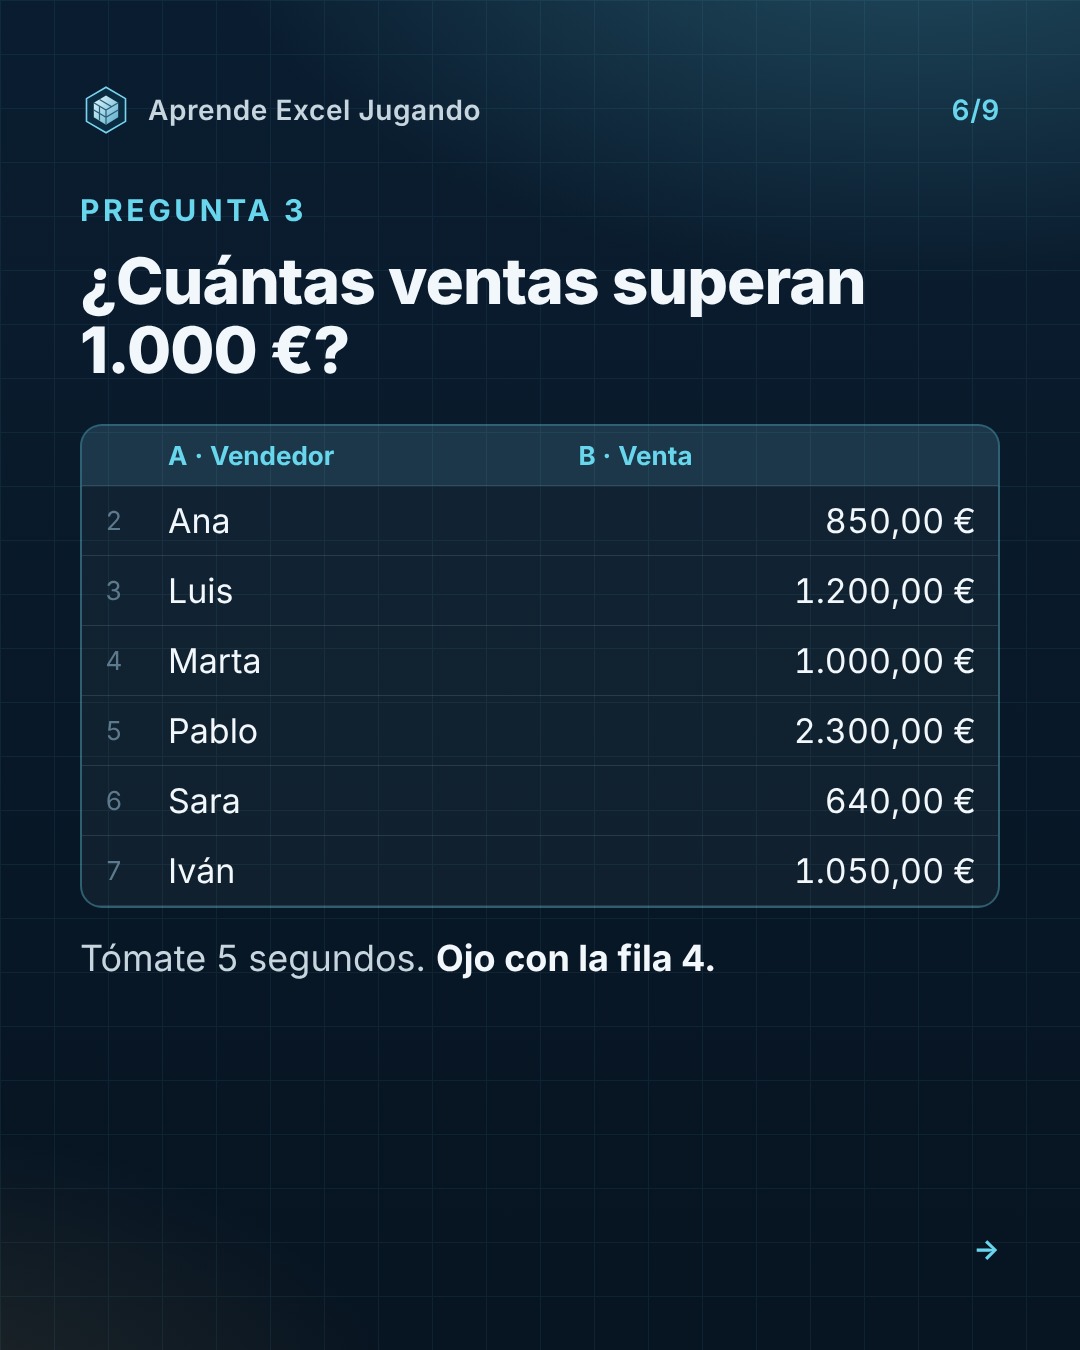 Aprende Excel Jugando
6/9
PREGUNTA 3
¿Cuántas ventas superan
1.000 €?
A · Vendedor B · Venta
2 Ana 850,00 €
3 Luis 1.200,00 €
4 Marta 1.000,00 €
5 Pablo 2.300,00 €
6 Sara 640,00 €
7 Iván 1.050,00 €
Tómate 5 segundos. Ojo con la fila 4.
→